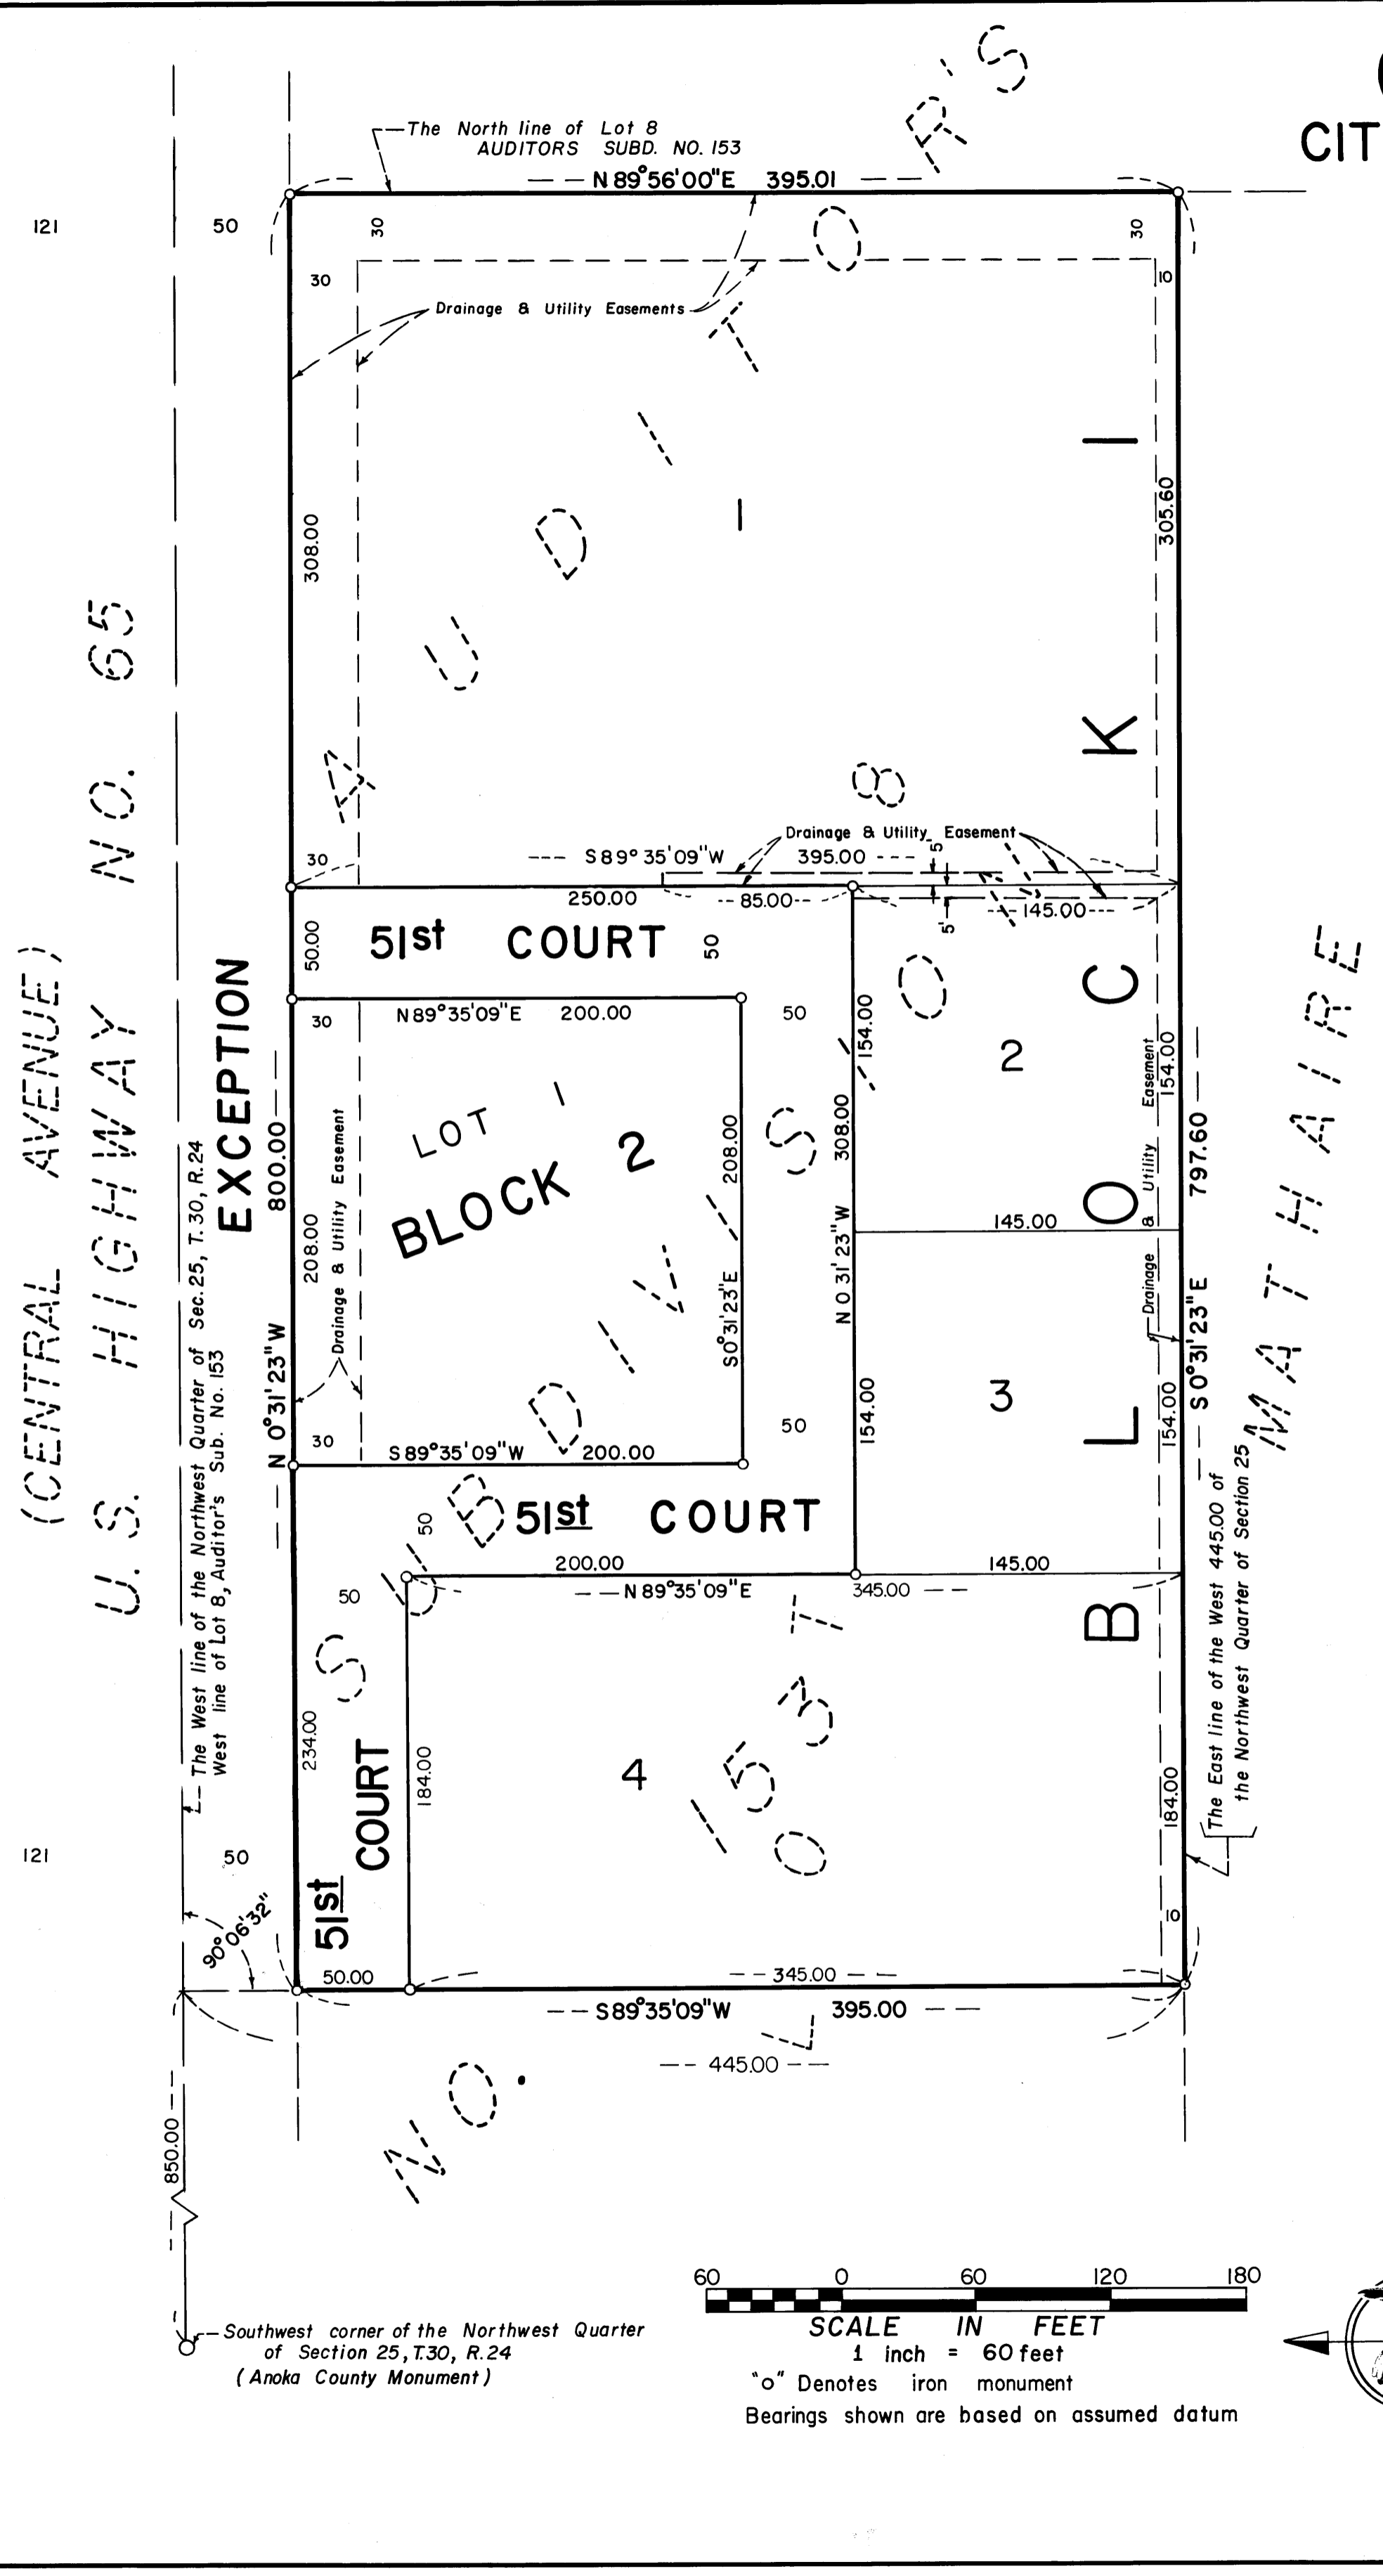 CIT
The North line of Lot 8
AUDITORS SUBD. NO. 153
N 89°56'00"E 395.01
121
50
30
30
30
10
Drainage & Utility Easements
308.00
1
305.60
AUDITOR'S
SUBDIVISION
NO. 153
LOT 8
BLOCK 1
30
S 89° 35'09"W 395.00
Drainage & Utility Easement
5'
5'
250.00
85.00
145.00
50.00
51st COURT
50
N 89°35'09"E 200.00
30
50
154.00
2
154.00
LOT 1
BLOCK 2
208.00
Drainage & Utility Easement
208.00
S 0°31'23"E
308.00
N 0 31'23"W
145.00
Drainage & Utility Easement
3
154.00
154.00
30
50
S 89°35'09"W 200.00
51st COURT
50
200.00
145.00
N 89°35'09"E
345.00
50
234.00
51st COURT
184.00
4
184.00
10
(CENTRAL AVENUE)
U.S. HIGHWAY NO. 65
EXCEPTION
The West line of the Northwest Quarter of Sec. 25, T. 30, R. 24
West line of Lot 8, Auditor's Sub. No. 153
N 0°31'23"W 800.00
S 0°31'23"E 797.60
MATHAIRE
The East line of the West 445.00 of
the Northwest Quarter of Section 25
121
50
90°06'32"
50.00
345.00
S 89°35'09"W 395.00
445.00
850.00
Southwest corner of the Northwest Quarter
of Section 25, T.30, R.24
(Anoka County Monument)
60 0 60 120 180
SCALE IN FEET
1 inch = 60 feet
"o" Denotes iron monument
Bearings shown are based on assumed datum